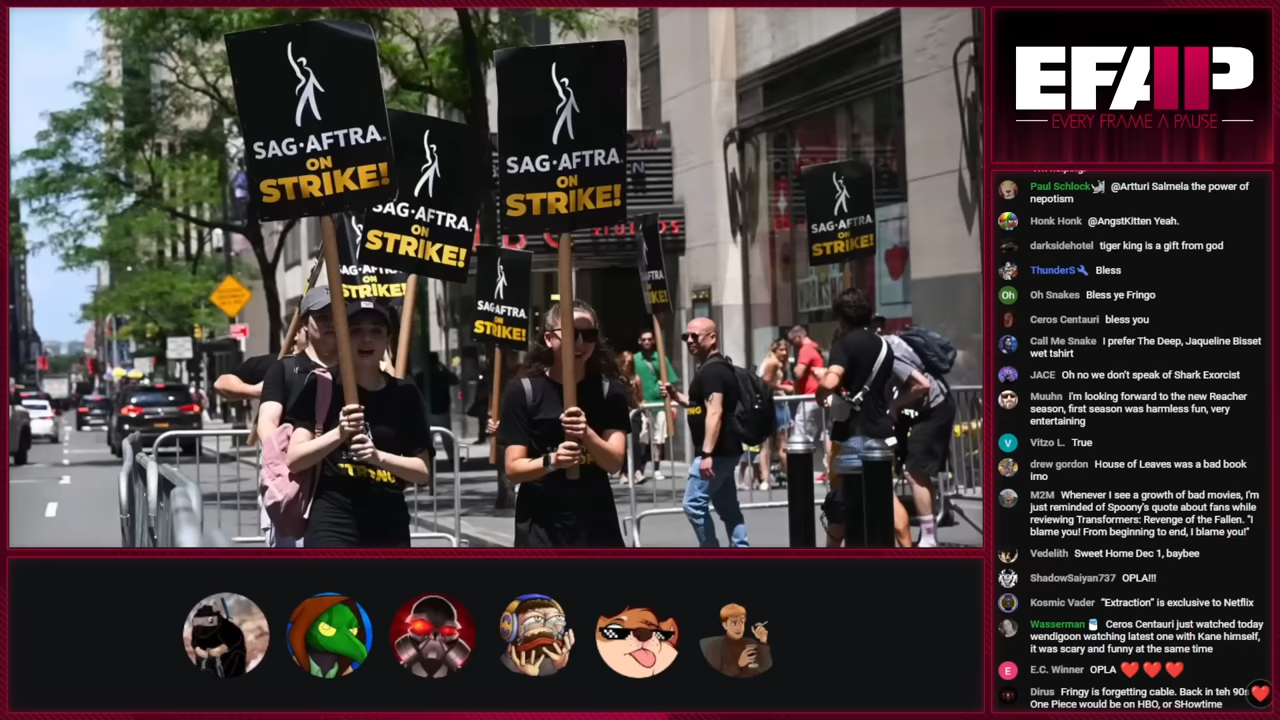 SAG·AFTRA
ON
STRIKE!
SAG·AFTRA
ON
STRIKE!
SAG·AFTRA.
ON
STRIKE!
SAG·AFTRA
ON
STRIKE!
SAG·AFTRA
ON
STRIKE!
EFAP
EVERY FRAME A PAUSE
Paul Schlock @Artturi Salmela the power of
nepotism
Honk Honk @AngstKitten Yeah.
darksidehotel tiger king is a gift from god
ThunderS Bless
Oh Oh Snakes Bless ye Fringo
Ceros Centauri bless you
Call Me Snake I prefer The Deep, Jaqueline Bisset
wet tshirt
JACE Oh no we don't speak of Shark Exorcist
Muuhn i'm looking forward to the new Reacher
season, first season was harmless fun, very
entertaining
V Vitzo L. True
drew gordon House of Leaves was a bad book
imo
M2M Whenever I see a growth of bad movies, I'm
just reminded of Spoony's quote about fans while
reviewing Transformers: Revenge of the Fallen. "I
blame you! From beginning to end, I blame you!"
Vedelith Sweet Home Dec 1, baybee
ShadowSaiyan737 OPLA!!!
Kosmic Vader "Extraction" is exclusive to Netflix
Wasserman Ceros Centauri just watched today
wendigoon watching latest one with Kane himself,
it was scary and funny at the same time
E E.C. Winner OPLA ❤️❤️❤️
Dirus Fringy is forgetting cable. Back in teh 90s
One Piece would be on HBO, or SHowtime